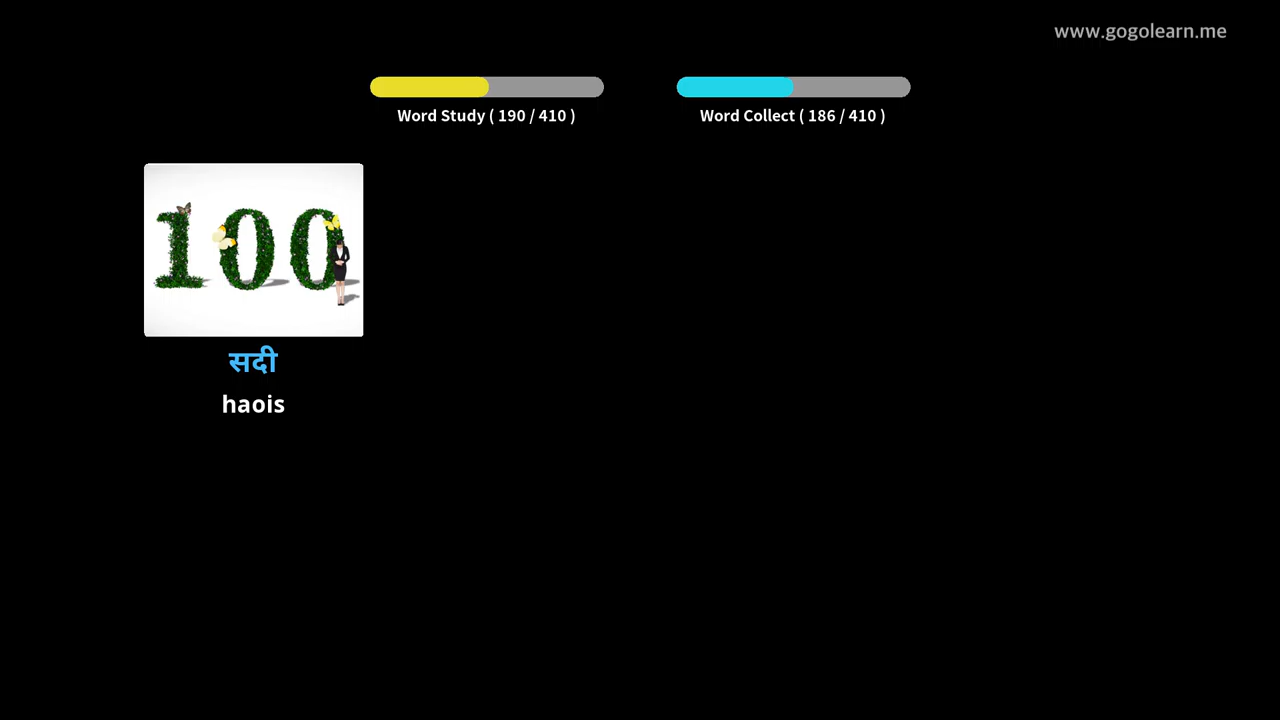 www.gogolearn.me
Word Study ( 190 / 410 )
Word Collect ( 186 / 410 )
100
सदी
haois